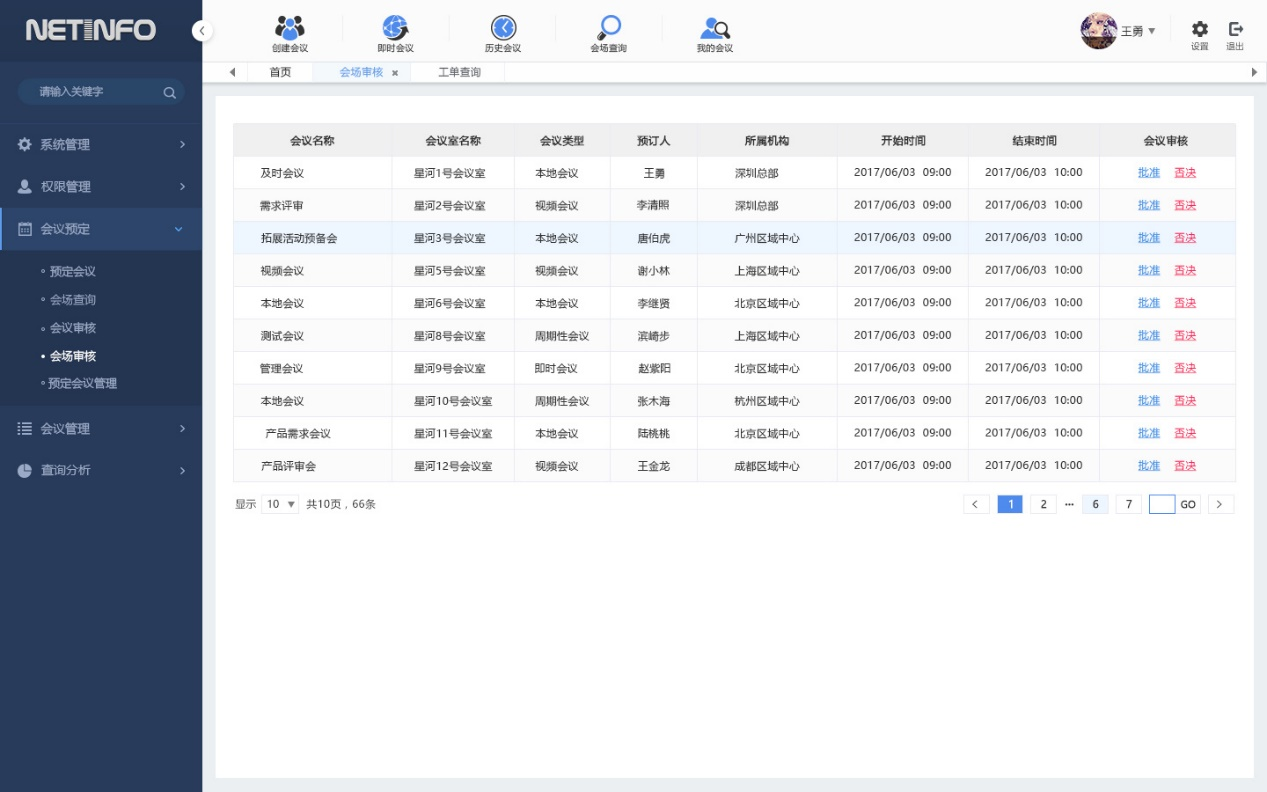 NETINFO
创建会议
即时会议
历史会议
会场查询
我的会议
王勇
设置
退出
首页
会场审核
工单查询
请输入关键字
系统管理
权限管理
会议预定
预定会议
会场查询
会议审核
会场审核
预定会议管理
会议管理
查询分析
会议名称 会议室名称 会议类型 预订人 所属机构 开始时间 结束时间 会议审核
及时会议 星河1号会议室 本地会议 王勇 深圳总部 2017/06/03 09:00 2017/06/03 10:00 批准 否决
需求评审 星河2号会议室 视频会议 李清照 深圳总部 2017/06/03 09:00 2017/06/03 10:00 批准 否决
拓展活动预备会 星河3号会议室 本地会议 唐伯虎 广州区域中心 2017/06/03 09:00 2017/06/03 10:00 批准 否决
视频会议 星河5号会议室 视频会议 谢小林 上海区域中心 2017/06/03 09:00 2017/06/03 10:00 批准 否决
本地会议 星河6号会议室 本地会议 李继贤 北京区域中心 2017/06/03 09:00 2017/06/03 10:00 批准 否决
测试会议 星河8号会议室 周期性会议 滨崎步 上海区域中心 2017/06/03 09:00 2017/06/03 10:00 批准 否决
管理会议 星河9号会议室 即时会议 赵紫阳 北京区域中心 2017/06/03 09:00 2017/06/03 10:00 批准 否决
本地会议 星河10号会议室 周期性会议 张木海 杭州区域中心 2017/06/03 09:00 2017/06/03 10:00 批准 否决
产品需求会议 星河11号会议室 本地会议 陆桃桃 北京区域中心 2017/06/03 09:00 2017/06/03 10:00 批准 否决
产品评审会 星河12号会议室 视频会议 王金龙 成都区域中心 2017/06/03 09:00 2017/06/03 10:00 批准 否决
显示 10 共10页，66条
< 1 2 ··· 6 7 GO >